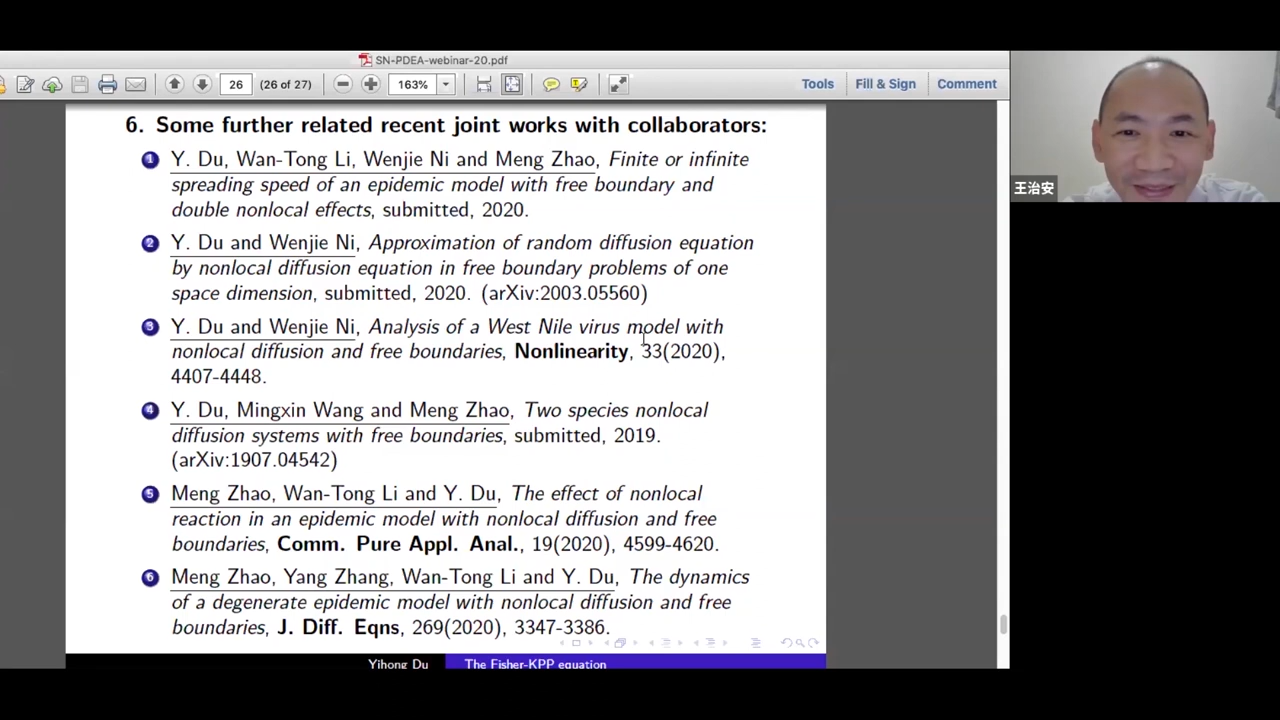 SN-PDEA-webinar-20.pdf
26 (26 of 27) 163% Tools Fill & Sign Comment
6. Some further related recent joint works with collaborators:
1 Y. Du, Wan-Tong Li, Wenjie Ni and Meng Zhao, Finite or infinite
spreading speed of an epidemic model with free boundary and
double nonlocal effects, submitted, 2020.
2 Y. Du and Wenjie Ni, Approximation of random diffusion equation
by nonlocal diffusion equation in free boundary problems of one
space dimension, submitted, 2020. (arXiv:2003.05560)
3 Y. Du and Wenjie Ni, Analysis of a West Nile virus model with
nonlocal diffusion and free boundaries, Nonlinearity, 33(2020),
4407-4448.
4 Y. Du, Mingxin Wang and Meng Zhao, Two species nonlocal
diffusion systems with free boundaries, submitted, 2019.
(arXiv:1907.04542)
5 Meng Zhao, Wan-Tong Li and Y. Du, The effect of nonlocal
reaction in an epidemic model with nonlocal diffusion and free
boundaries, Comm. Pure Appl. Anal., 19(2020), 4599-4620.
6 Meng Zhao, Yang Zhang, Wan-Tong Li and Y. Du, The dynamics
of a degenerate epidemic model with nonlocal diffusion and free
boundaries, J. Diff. Eqns, 269(2020), 3347-3386.
Yihong Du The Fisher-KPP equation
王治安